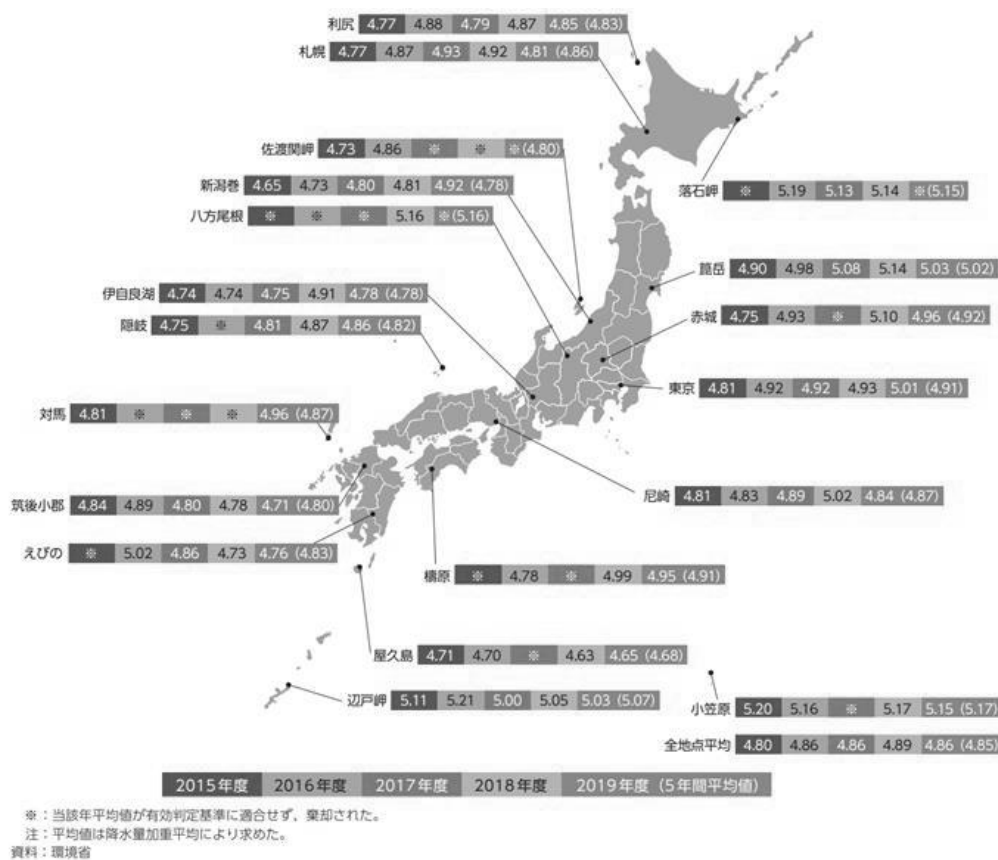 利尻 4.77 4.88 4.79 4.87 4.85 (4.83)
札幌 4.77 4.87 4.93 4.92 4.81 (4.86)
佐渡関岬 4.73 4.86 ※ ※ ※(4.80)
新潟巻 4.65 4.73 4.80 4.81 4.92 (4.78)
落石岬 ※ 5.19 5.13 5.14 ※(5.15)
八方尾根 ※ ※ ※ 5.16 ※(5.16)
箟岳 4.90 4.98 5.08 5.14 5.03 (5.02)
伊自良湖 4.74 4.74 4.75 4.91 4.78 (4.78)
赤城 4.75 4.93 ※ 5.10 4.96 (4.92)
隠岐 4.75 ※ 4.81 4.87 4.86 (4.82)
東京 4.81 4.92 4.92 4.93 5.01 (4.91)
対馬 4.81 ※ ※ ※ 4.96 (4.87)
尼崎 4.81 4.83 4.89 5.02 4.84 (4.87)
筑後小郡 4.84 4.89 4.80 4.78 4.71 (4.80)
えびの ※ 5.02 4.86 4.73 4.76 (4.83)
檮原 ※ 4.78 ※ 4.99 4.95 (4.91)
屋久島 4.71 4.70 ※ 4.63 4.65 (4.68)
辺戸岬 5.11 5.21 5.00 5.05 5.03 (5.07)
小笠原 5.20 5.16 ※ 5.17 5.15 (5.17)
全地点平均 4.80 4.86 4.86 4.89 4.86 (4.85)
2015年度 2016年度 2017年度 2018年度 2019年度（5年間平均値）
※：当該年平均値が有効判定基準に適合せず、棄却された。
注：平均値は降水量加重平均により求めた。
資料：環境省